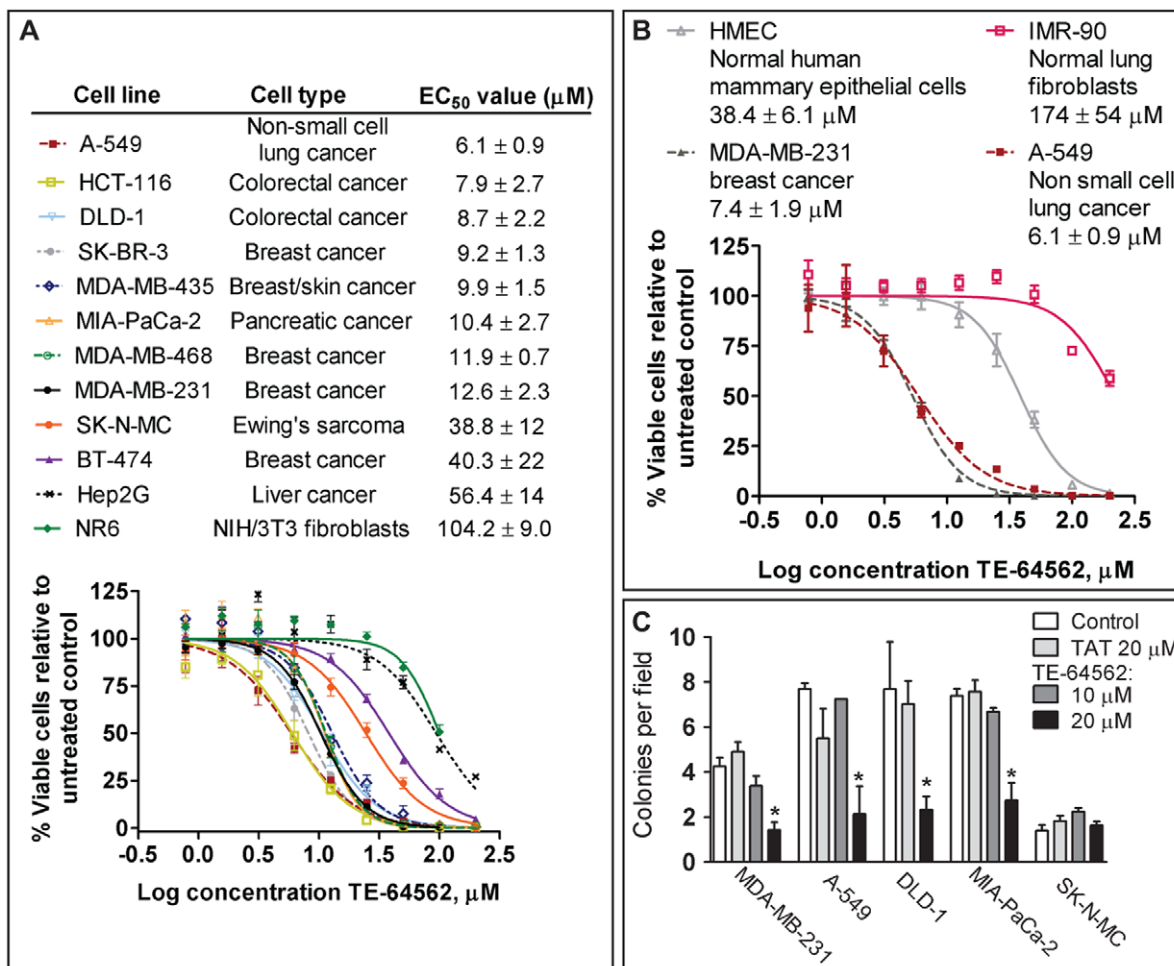 A
Cell line Cell type EC50 value (μM)
A-549 Non-small cell lung cancer 6.1 ± 0.9
HCT-116 Colorectal cancer 7.9 ± 2.7
DLD-1 Colorectal cancer 8.7 ± 2.2
SK-BR-3 Breast cancer 9.2 ± 1.3
MDA-MB-435 Breast/skin cancer 9.9 ± 1.5
MIA-PaCa-2 Pancreatic cancer 10.4 ± 2.7
MDA-MB-468 Breast cancer 11.9 ± 0.7
MDA-MB-231 Breast cancer 12.6 ± 2.3
SK-N-MC Ewing's sarcoma 38.8 ± 12
BT-474 Breast cancer 40.3 ± 22
Hep2G Liver cancer 56.4 ± 14
NR6 NIH/3T3 fibroblasts 104.2 ± 9.0
% Viable cells relative to
untreated control
125
100
75
50
25
0
-0.5 0.0 0.5 1.0 1.5 2.0 2.5
Log concentration TE-64562, μM
B
HMEC
Normal human
mammary epithelial cells
38.4 ± 6.1 μM
IMR-90
Normal lung
fibroblasts
174 ± 54 μM
MDA-MB-231
breast cancer
7.4 ± 1.9 μM
A-549
Non small cell
lung cancer
6.1 ± 0.9 μM
% Viable cells relative to
untreated control
125
100
75
50
25
0
-0.5 0.0 0.5 1.0 1.5 2.0 2.5
Log concentration TE-64562, μM
C
Control
TAT 20 μM
TE-64562:
10 μM
20 μM
Colonies per field
10
8
6
4
2
0
* * * *
MDA-MB-231
A-549
DLD-1
MIA-PaCa-2
SK-N-MC